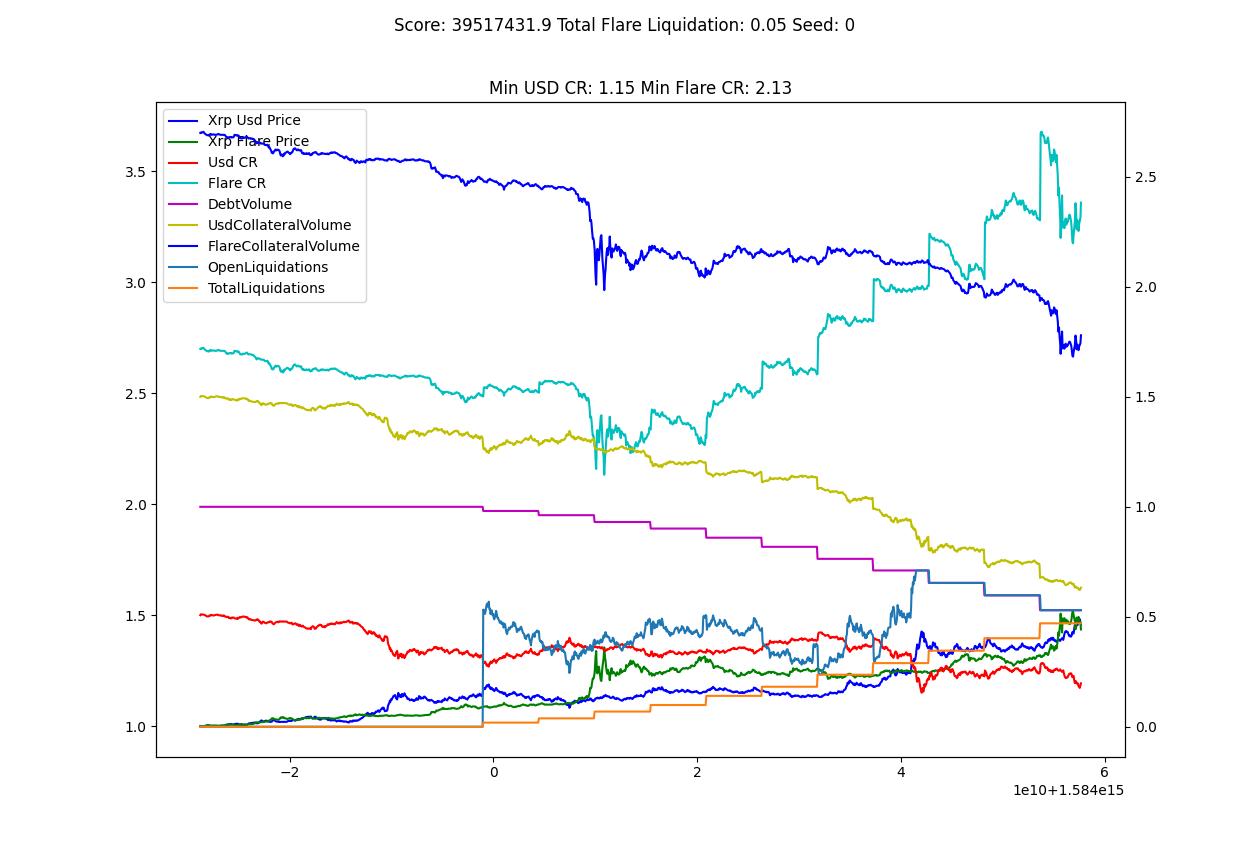 Score: 39517431.9 Total Flare Liquidation: 0.05 Seed: 0
Min USD CR: 1.15 Min Flare CR: 2.13
Xrp Usd Price
Xrp Flare Price
Usd CR
Flare CR
DebtVolume
UsdCollateralVolume
FlareCollateralVolume
OpenLiquidations
TotalLiquidations
3.5
3.0
2.5
2.0
1.5
1.0
2.5
2.0
1.5
1.0
0.5
0.0
−2
0
2
4
6
1e10+1.584e15